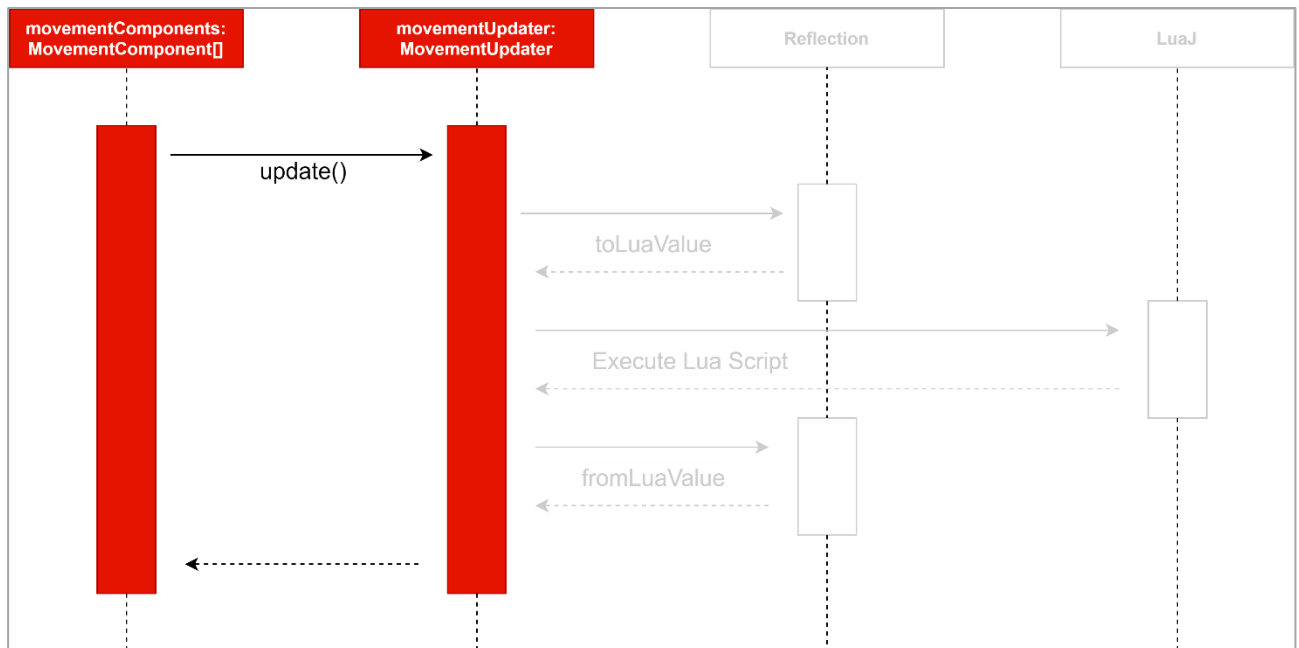 movementComponents:
MovementComponent[]
movementUpdater:
MovementUpdater
Reflection
LuaJ
update()
toLuaValue
Execute Lua Script
fromLuaValue